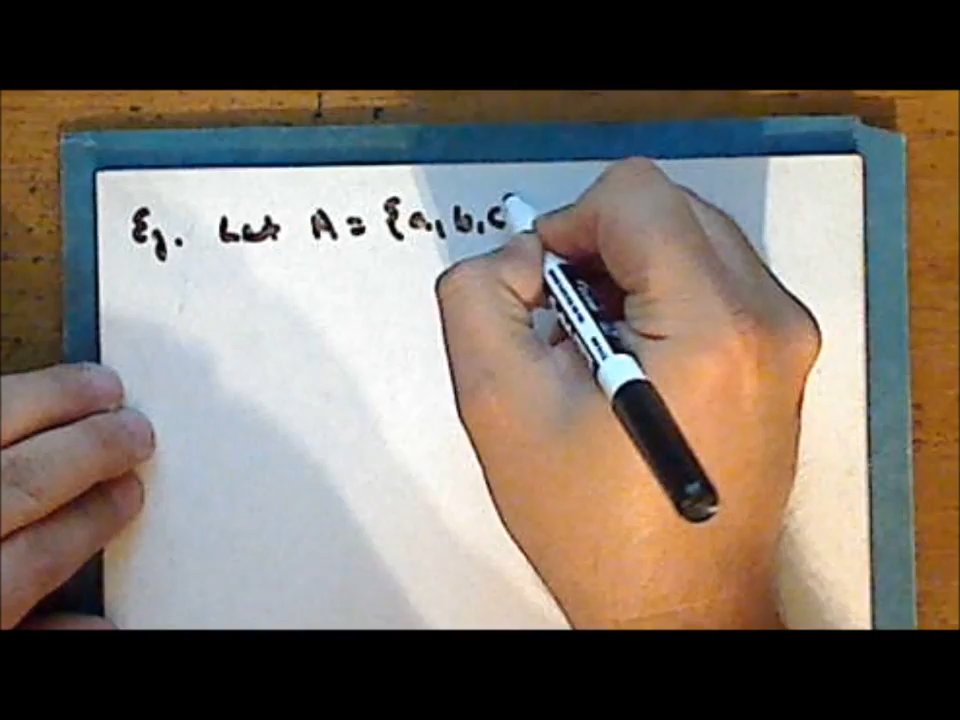 Eg. Let A = {a, b, c